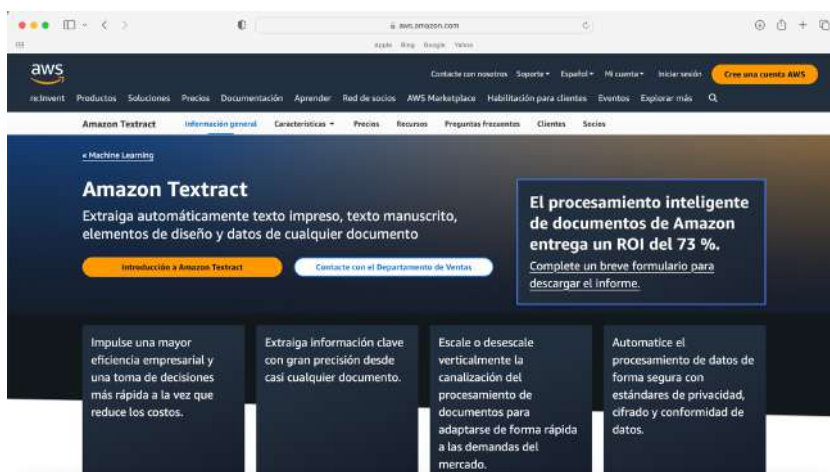 aws.amazon.com
Apple Bing Google Yahoo
aws
Contacte con nosotros Soporte Español Mi cuenta Iniciar sesión Cree una cuenta AWS
re:Invent Productos Soluciones Precios Documentación Aprender Red de socios AWS Marketplace Habilitación para clientes Eventos Explorar más
Amazon Textract Información general Características Precios Recursos Preguntas frecuentes Clientes Socios
« Machine Learning
Amazon Textract
Extraiga automáticamente texto impreso, texto manuscrito,
elementos de diseño y datos de cualquier documento
Introducción a Amazon Textract
Contacte con el Departamento de Ventas
El procesamiento inteligente
de documentos de Amazon
entrega un ROI del 73 %.
Complete un breve formulario para
descargar el informe.
Impulse una mayor
eficiencia empresarial y
una toma de decisiones
más rápida a la vez que
reduce los costos.
Extraiga información clave
con gran precisión desde
casi cualquier documento.
Escale o desescale
verticalmente la
canalización del
procesamiento de
documentos para
adaptarse de forma rápida
a las demandas del
mercado.
Automatice el
procesamiento de datos de
forma segura con
estándares de privacidad,
cifrado y conformidad de
datos.